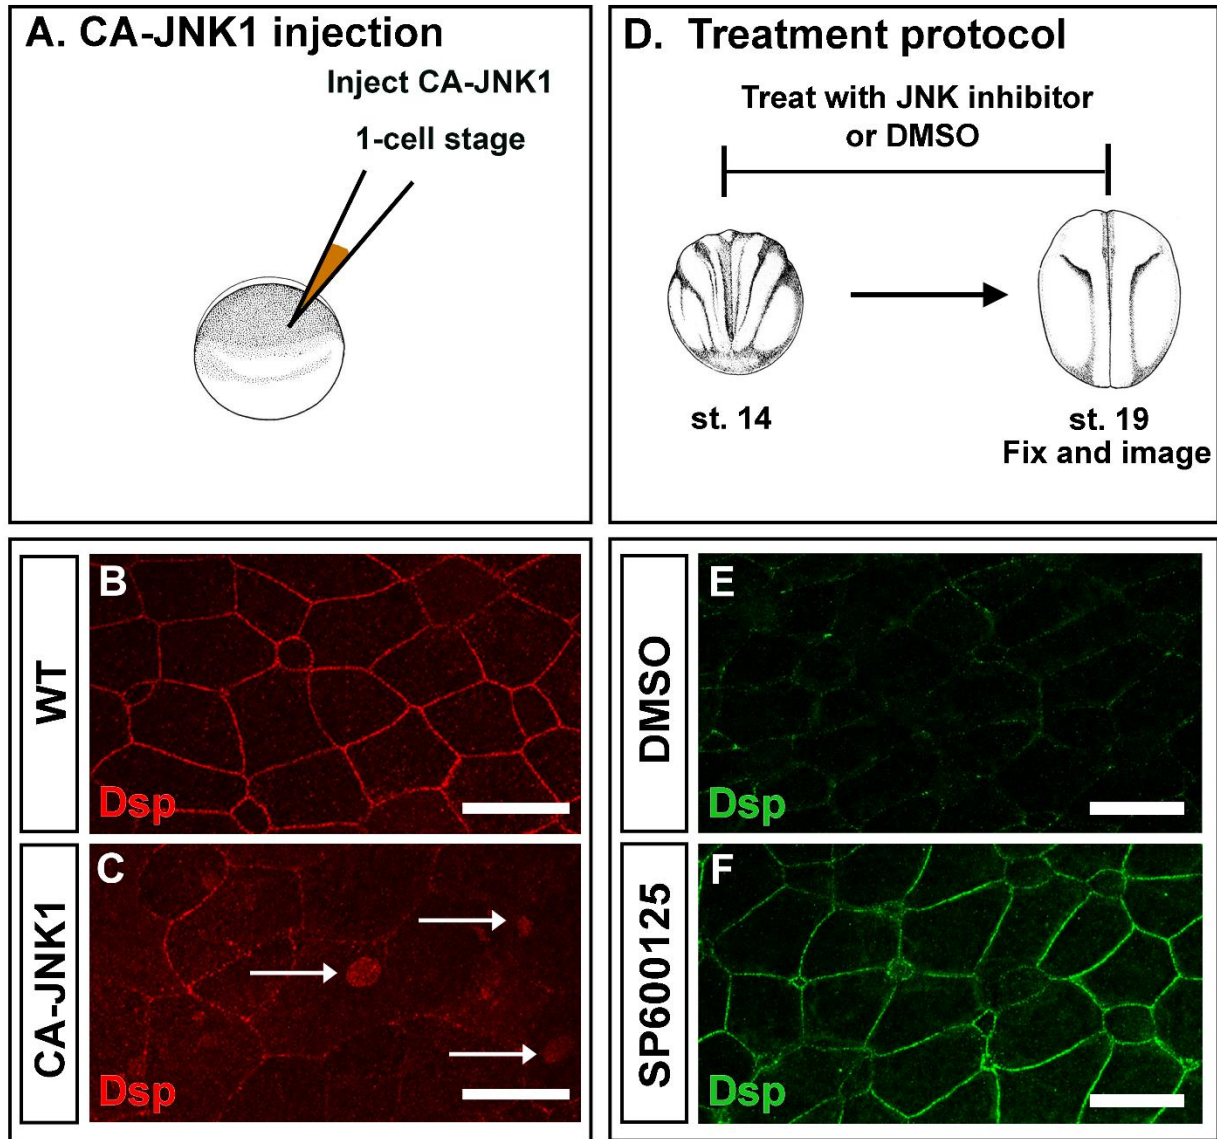 A. CA-JNK1 injection
Inject CA-JNK1
1-cell stage
D. Treatment protocol
Treat with JNK inhibitor
or DMSO
st. 14
st. 19
Fix and image
WT
B
Dsp
CA-JNK1
C
Dsp
DMSO
E
Dsp
SP600125
F
Dsp